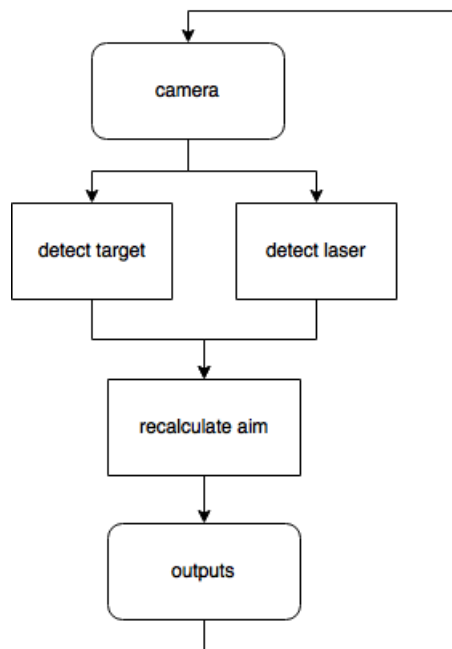 camera
detect target
detect laser
recalculate aim
outputs